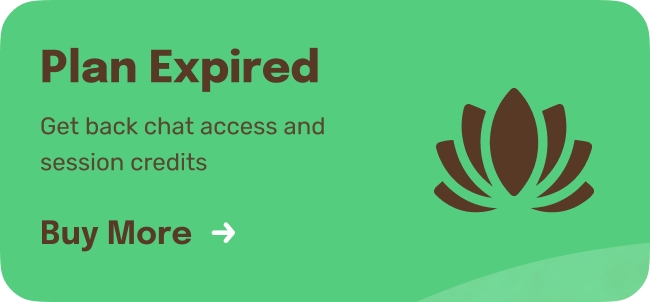 Plan Expired
Get back chat access and
session credits
Buy More